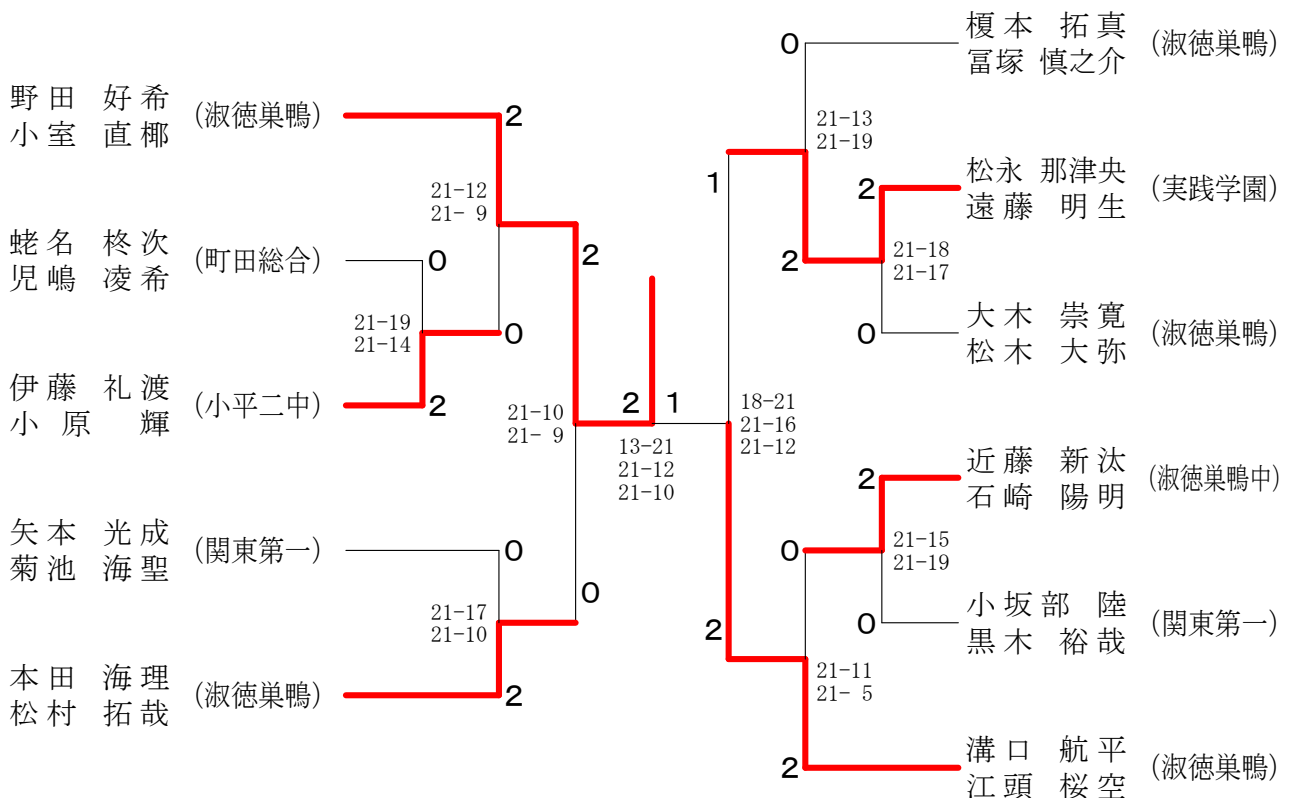 野田 好希
小室 直椰
(淑徳巣鴨)
2
21-12
21- 9
蛯名 柊次
児嶋 凌希
(町田総合)
0
21-19
21-14
0
伊藤 礼渡
小原 輝
(小平二中)
2
2
21-10
21- 9
矢本 光成
菊池 海聖
(関東第一)
0
21-17
21-10
0
本田 海理
松村 拓哉
(淑徳巣鴨)
2
2
1
13-21
21-12
21-10
榎本 拓真
冨塚 慎之介
(淑徳巣鴨)
0
21-13
21-19
1
松永 那津央
遠藤 明生
(実践学園)
2
21-18
21-17
2
大木 崇寛
松木 大弥
(淑徳巣鴨)
0
18-21
21-16
21-12
近藤 新汰
石崎 陽明
(淑徳巣鴨中)
2
21-15
21-19
0
小坂部 陸
黒木 裕哉
(関東第一)
0
2
21-11
21- 5
溝口 航平
江頭 桜空
(淑徳巣鴨)
2